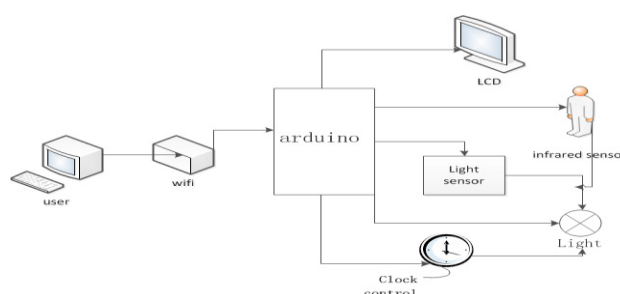 LCD
arduino
infrared senso
wifi
Light
sensor
user
Light
Clock
control